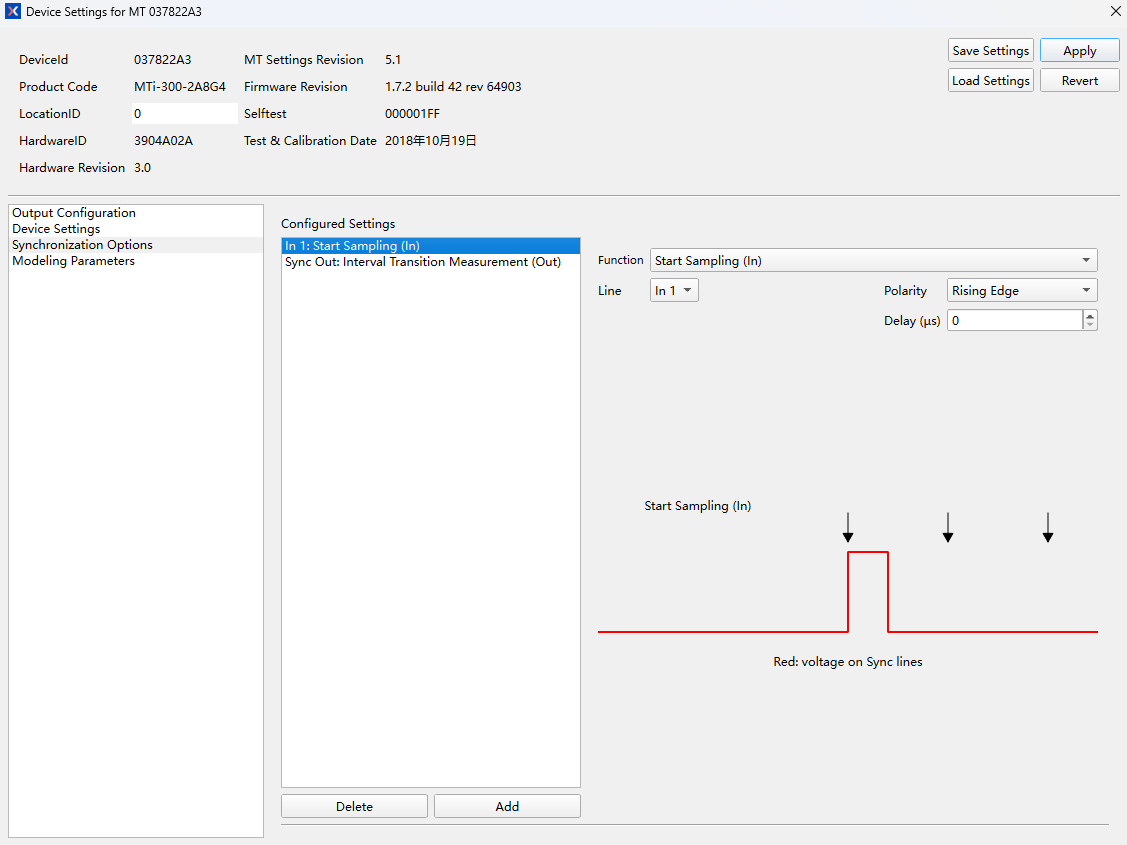 Device Settings for MT 037822A3
DeviceId 037822A3 MT Settings Revision 5.1
Product Code MTi-300-2A8G4 Firmware Revision 1.7.2 build 42 rev 64903
LocationID 0 Selftest 000001FF
HardwareID 3904A02A Test & Calibration Date 2018年10月19日
Hardware Revision 3.0
Save Settings Apply
Load Settings Revert
Output Configuration
Device Settings
Synchronization Options
Modeling Parameters
Configured Settings
In 1: Start Sampling (In)
Sync Out: Interval Transition Measurement (Out)
Delete Add
Function Start Sampling (In)
Line In 1 Polarity Rising Edge
Delay (μs) 0
Start Sampling (In)
Red: voltage on Sync lines